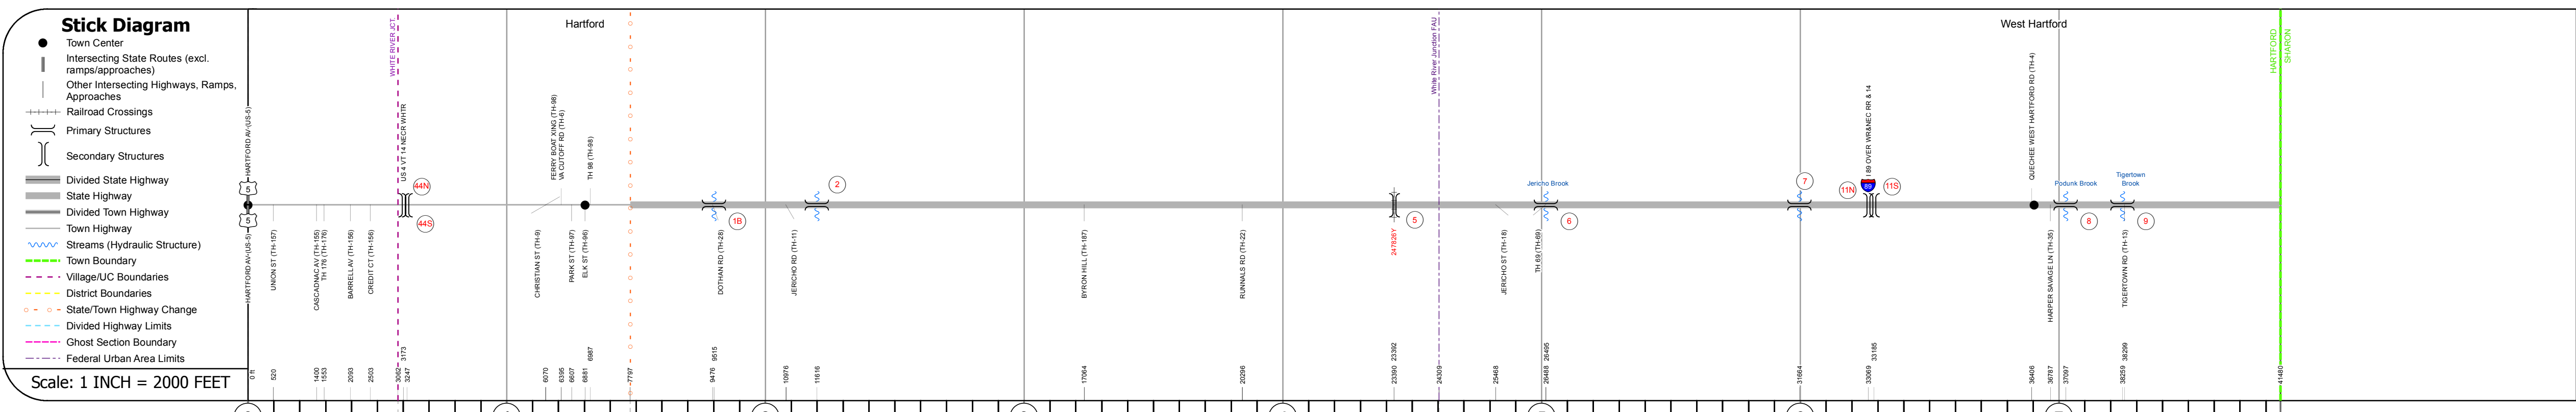 Stick Diagram
Town Center
Intersecting State Routes (excl.
ramps/approaches)
Other Intersecting Highways, Ramps,
Approaches
Railroad Crossings
Primary Structures
Secondary Structures
Divided State Highway
State Highway
Divided Town Highway
Town Highway
Streams (Hydraulic Structure)
Town Boundary
Village/UC Boundaries
District Boundaries
State/Town Highway Change
Divided Highway Limits
Ghost Section Boundary
Federal Urban Area Limits
Scale: 1 INCH = 2000 FEET
Hartford
West Hartford
WHITE RIVER JCT.
White River Junction FAU
HARTFORD
SHARON
HARTFORD AV-(US-5)
US 4 VT 14 NECR WHTR
FERRY BOAT XING (TH-98)
VA CUTOFF RD (TH-6)
TH 98 (TH-98)
I 89 OVER WR&NEC RR & 14
QUECHEE WEST HARTFORD RD (TH-4)
5
5
44N
44S
1B
2
5
Jericho Brook
6
7
11N
89
11S
Podunk Brook
8
Tigertown
Brook
9
HARTFORD AV-(US-5)
UNION ST (TH-157)
CASCADNAC AV (TH-155)
TH 176 (TH-176)
BARRELL AV (TH-156)
CREDIT CT (TH-156)
CHRISTIAN ST (TH-9)
PARK ST (TH-97)
ELK ST (TH-96)
DOTHAN RD (TH-28)
JERICHO RD (TH-11)
BYRON HILL (TH-187)
RUNNALS RD (TH-22)
247826Y
JERICHO ST (TH-18)
TH 69 (TH-69)
HARPER SAVAGE LN (TH-35)
TIGERTOWN RD (TH-13)
0 ft
520
1400
1553
2093
2503
3062
3173
3247
6070
6395
6607
6881
6987
7797
9476
9515
10976
11616
17064
20296
23390
23392
24309
25468
26488
26495
31664
33069
33185
36406
36787
37097
38259
38299
41480